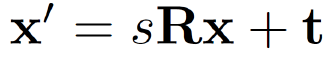 x′ = sRx + t